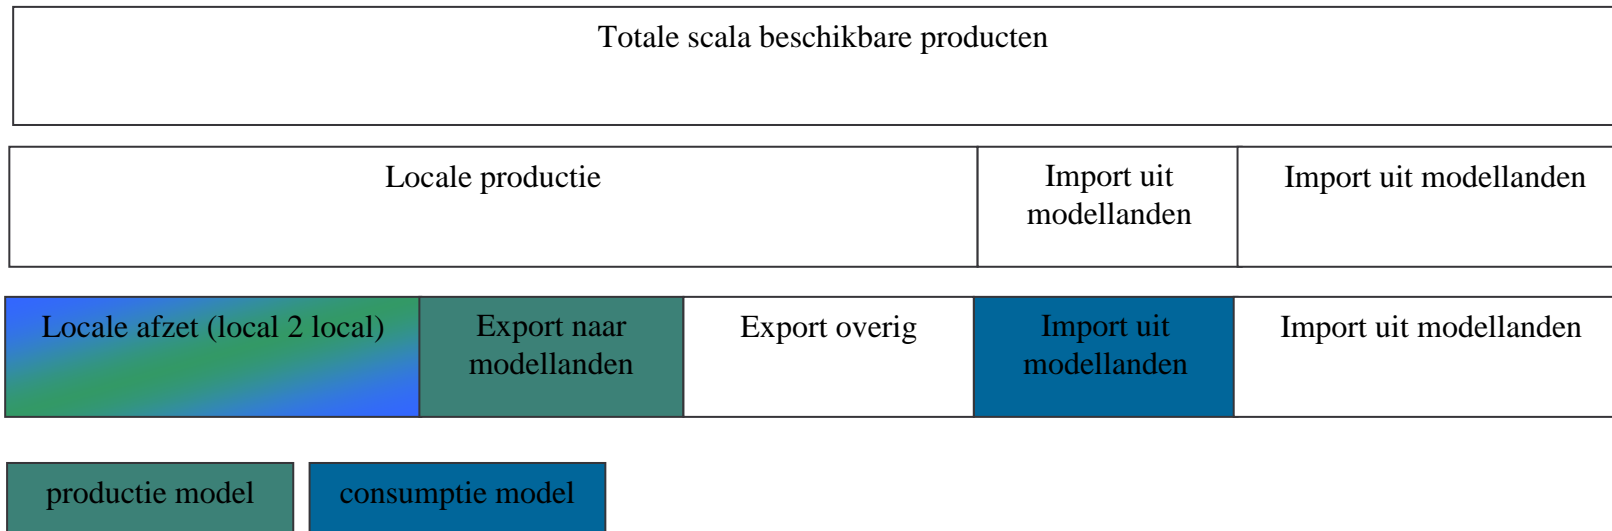 Totale scala beschikbare producten
Locale productie
Import uit
modellanden
Import uit modellanden
Locale afzet (local 2 local)
Export naar
modellanden
Export overig
Import uit
modellanden
Import uit modellanden
productie model
consumptie model